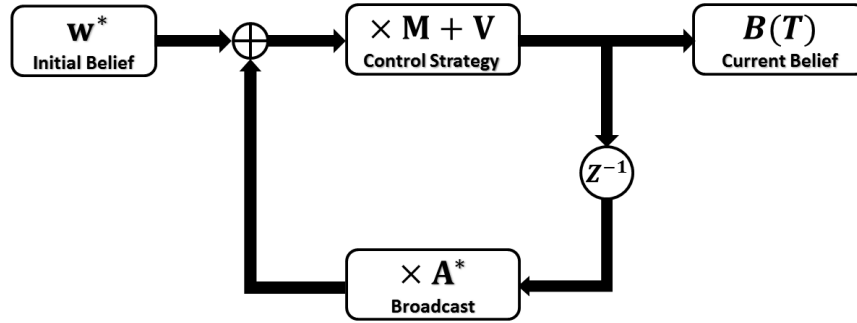 w*
Initial Belief
× M + V
Control Strategy
B(T)
Current Belief
Z⁻¹
× A*
Broadcast